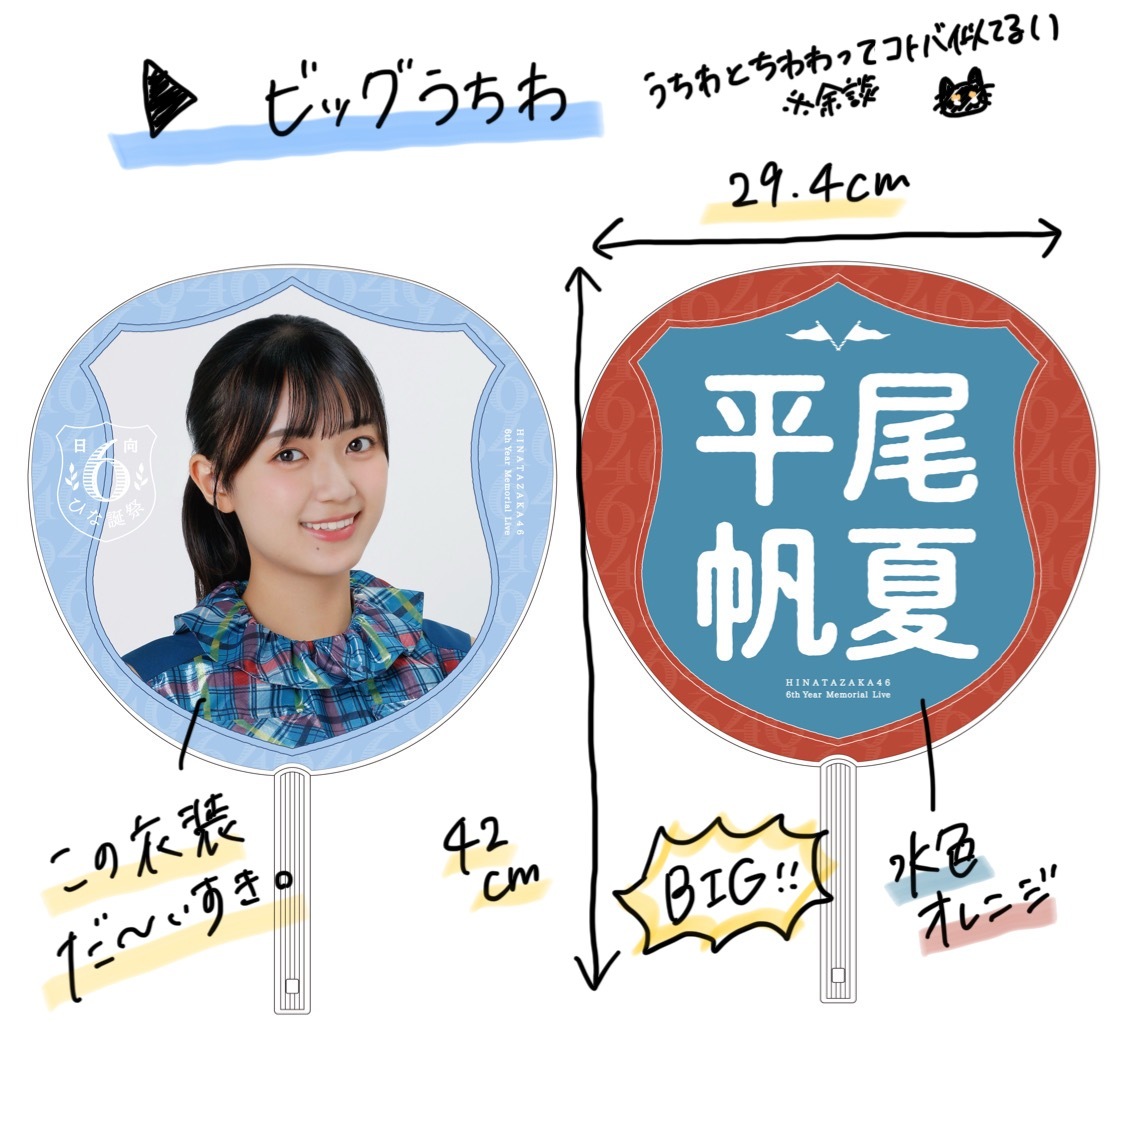 ビッグうちわ
うちわとちわわってコトバ似てるい
※余談
29.4cm
日 6 向
ひな誕祭
HINATAZAKA46
6th Year Memorial Live
平尾
帆夏
HINATAZAKA46
6th Year Memorial Live
この衣装
だ〜いすき。
42
cm
BIG!!
水色
オレンジ